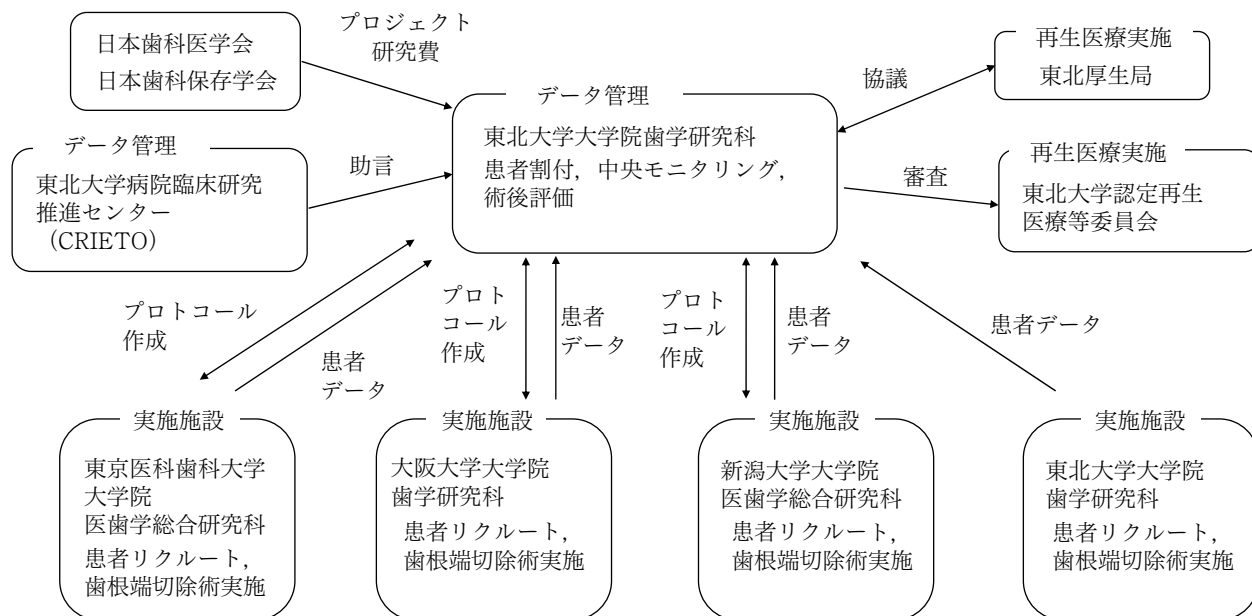 日本歯科医学会
日本歯科保存学会
プロジェクト
研究費
データ管理
東北大学大学院歯学研究科
患者割付，中央モニタリング，
術後評価
協議
再生医療実施
東北厚生局
データ管理
東北大学病院臨床研究
推進センター
（CRIETO）
助言
審査
再生医療実施
東北大学認定再生
医療等委員会
プロトコール
作成
患者
データ
プロト
コール
作成
患者
データ
プロト
コール
作成
患者
データ
患者データ
実施施設
東京医科歯科大学
大学院
医歯学総合研究科
患者リクルート，
歯根端切除術実施
実施施設
大阪大学大学院
歯学研究科
患者リクルート，
歯根端切除術実施
実施施設
新潟大学大学院
医歯学総合研究科
患者リクルート，
歯根端切除術実施
実施施設
東北大学大学院
歯学研究科
患者リクルート，
歯根端切除術実施